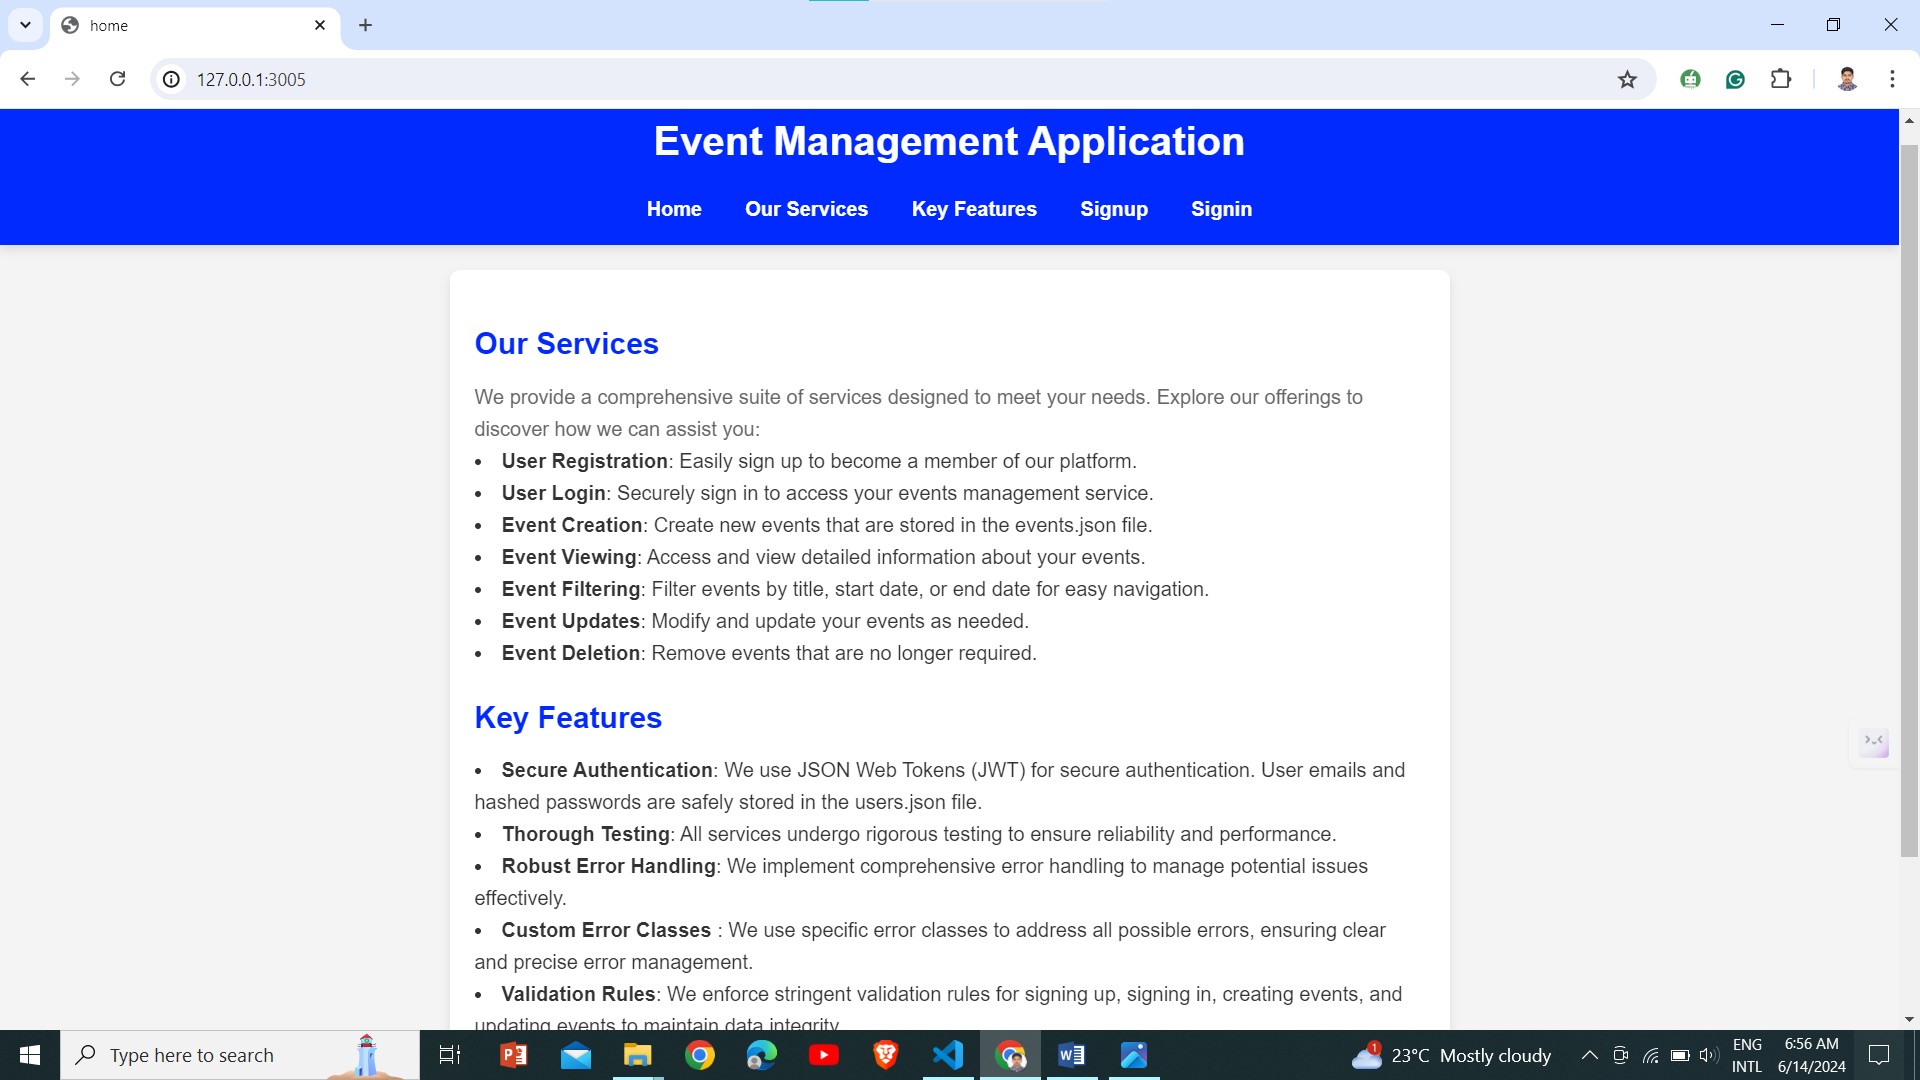 home
127.0.0.1:3005
Event Management Application
Home Our Services Key Features Signup Signin
Our Services
We provide a comprehensive suite of services designed to meet your needs. Explore our offerings to
discover how we can assist you:
• User Registration: Easily sign up to become a member of our platform.
• User Login: Securely sign in to access your events management service.
• Event Creation: Create new events that are stored in the events.json file.
• Event Viewing: Access and view detailed information about your events.
• Event Filtering: Filter events by title, start date, or end date for easy navigation.
• Event Updates: Modify and update your events as needed.
• Event Deletion: Remove events that are no longer required.
Key Features
• Secure Authentication: We use JSON Web Tokens (JWT) for secure authentication. User emails and
hashed passwords are safely stored in the users.json file.
• Thorough Testing: All services undergo rigorous testing to ensure reliability and performance.
• Robust Error Handling: We implement comprehensive error handling to manage potential issues
effectively.
• Custom Error Classes : We use specific error classes to address all possible errors, ensuring clear
and precise error management.
• Validation Rules: We enforce stringent validation rules for signing up, signing in, creating events, and
updating events to maintain data integrity.
Type here to search
1
23°C Mostly cloudy
ENG
INTL
6:56 AM
6/14/2024